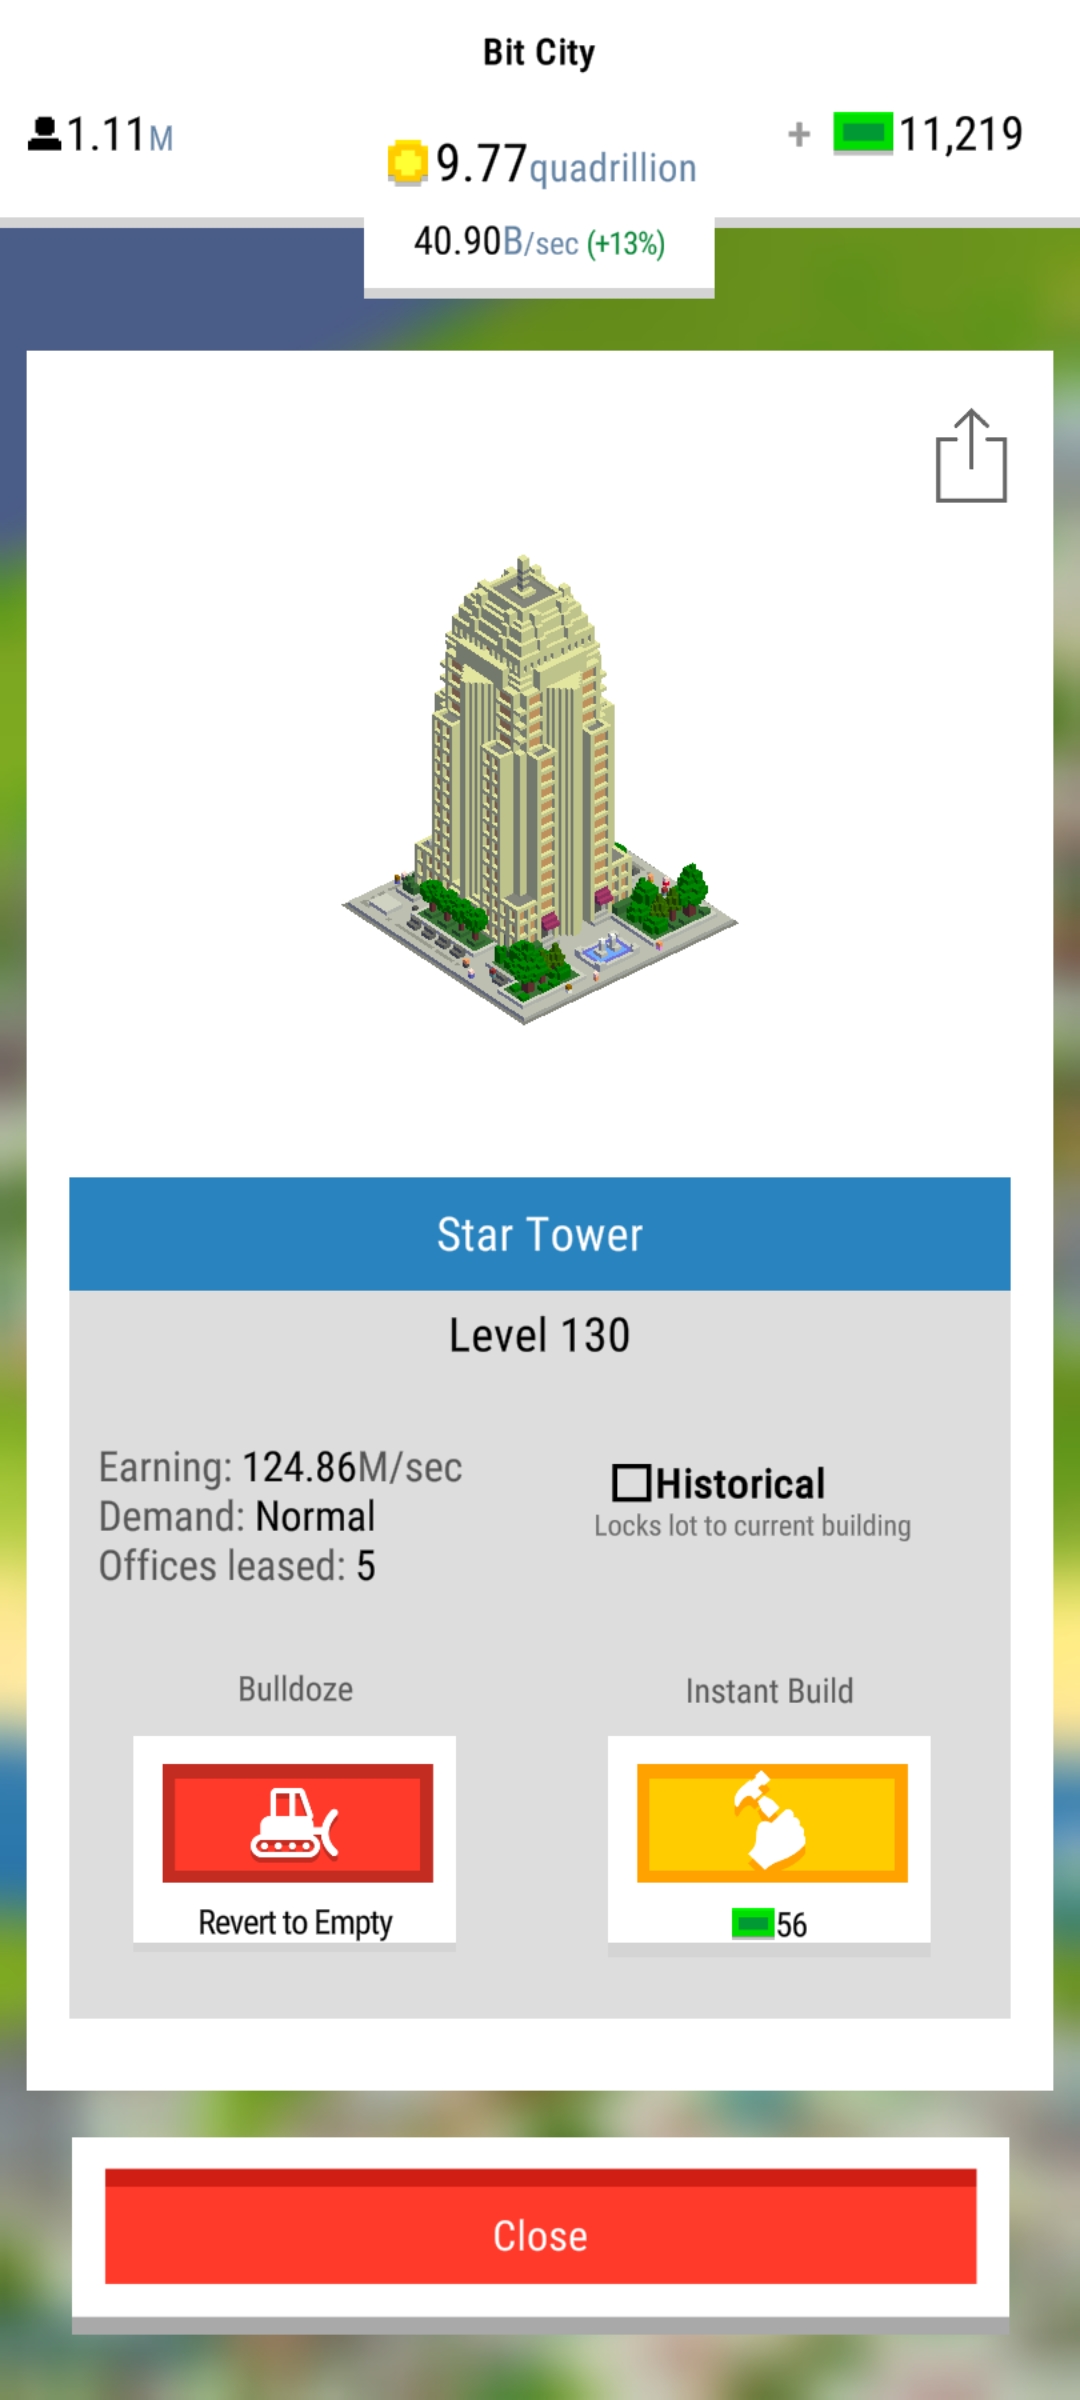 Bit City
1.11M
9.77quadrillion
+ 11,219
40.90B/sec (+13%)
Star Tower
Level 130
Earning: 124.86M/sec
Demand: Normal
Offices leased: 5
Historical
Locks lot to current building
Bulldoze
Instant Build
Revert to Empty
56
Close